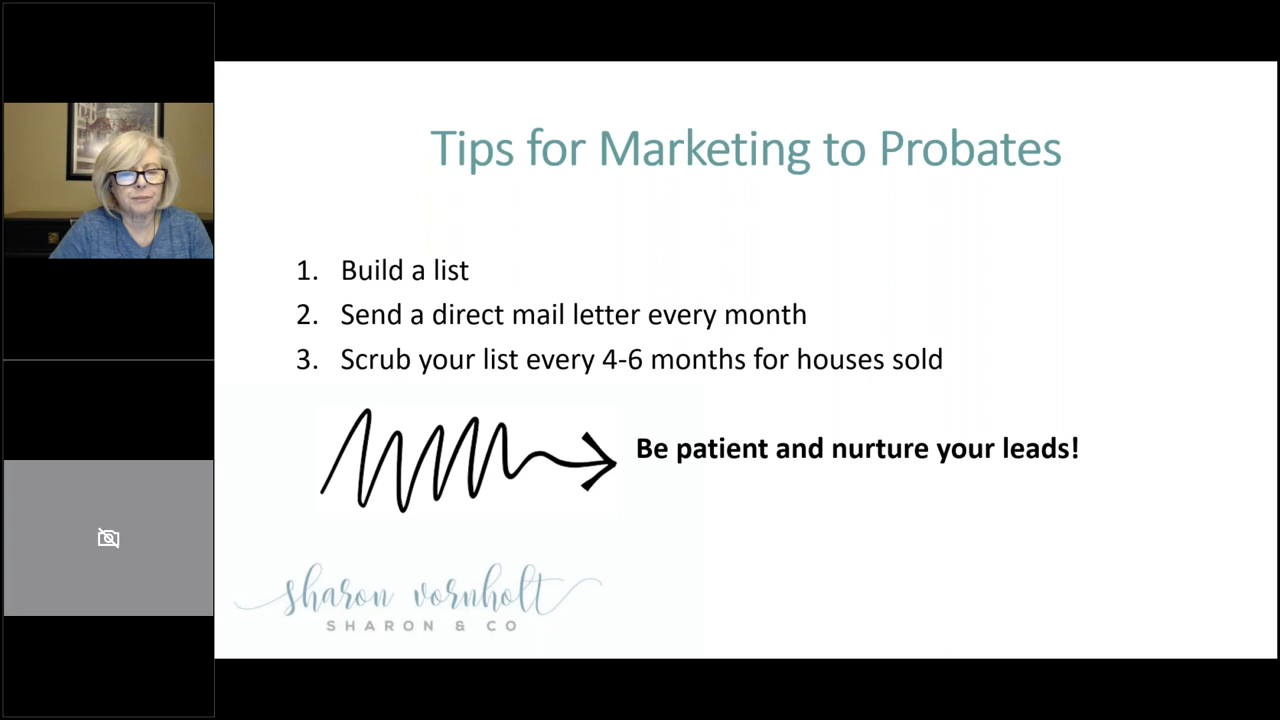 Tips for Marketing to Probates
1. Build a list
2. Send a direct mail letter every month
3. Scrub your list every 4-6 months for houses sold
Be patient and nurture your leads!
sharon vornholt
SHARON & CO